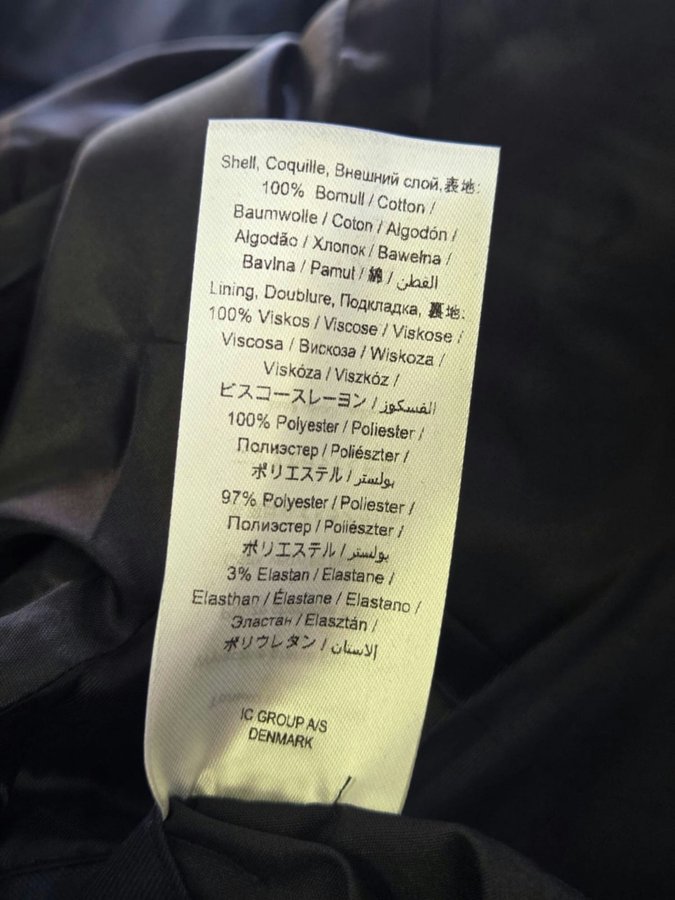 Shell, Coquille, Внешний слой,表地:
100% Bomull / Cotton /
Baumwolle / Coton / Algodón /
Algodão / Хлопок / Bawełna /
Bavlna / Pamut / 綿 / القطن
Lining, Doublure, Подкладка, 裏地:
100% Viskos / Viscose / Viskose /
Viscosa / Вискоза / Wiskoza /
Viskóza / Viszkóz /
ビスコースレーヨン / الفسكوز
100% Polyester / Poliester /
Полиэстер / Poliészter /
ポリエステル / بولستر
97% Polyester / Poliester /
Полиэстер / Poliészter /
ポリエステル / بولستر
3% Elastan / Elastane /
Elasthan / Élastane / Elastano /
Эластан / Elasztán /
ポリウレタン / الاستان
IC GROUP A/S
DENMARK